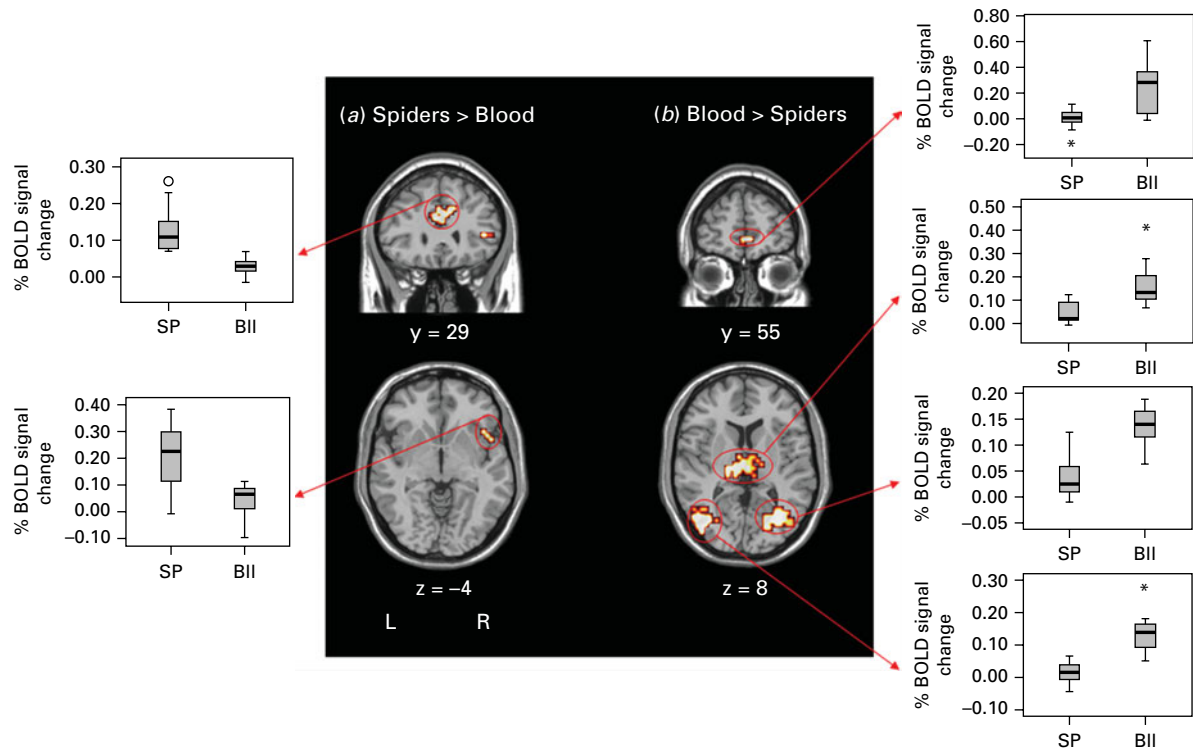 (a) Spiders > Blood
(b) Blood > Spiders
y = 29
y = 55
z = −4
z = 8
L
R
% BOLD signal
change
0.30
0.20
0.10
0.00
SP
BII
% BOLD signal
change
0.40
0.30
0.20
0.10
0.00
−0.10
SP
BII
% BOLD signal
change
0.80
0.60
0.40
0.20
0.00
−0.20
*
SP
BII
% BOLD signal
change
0.50
0.40
0.30
0.20
0.10
0.00
*
SP
BII
% BOLD signal
change
0.20
0.15
0.10
0.05
0.00
−0.05
SP
BII
% BOLD signal
change
0.30
0.20
0.10
0.00
−0.10
*
SP
BII